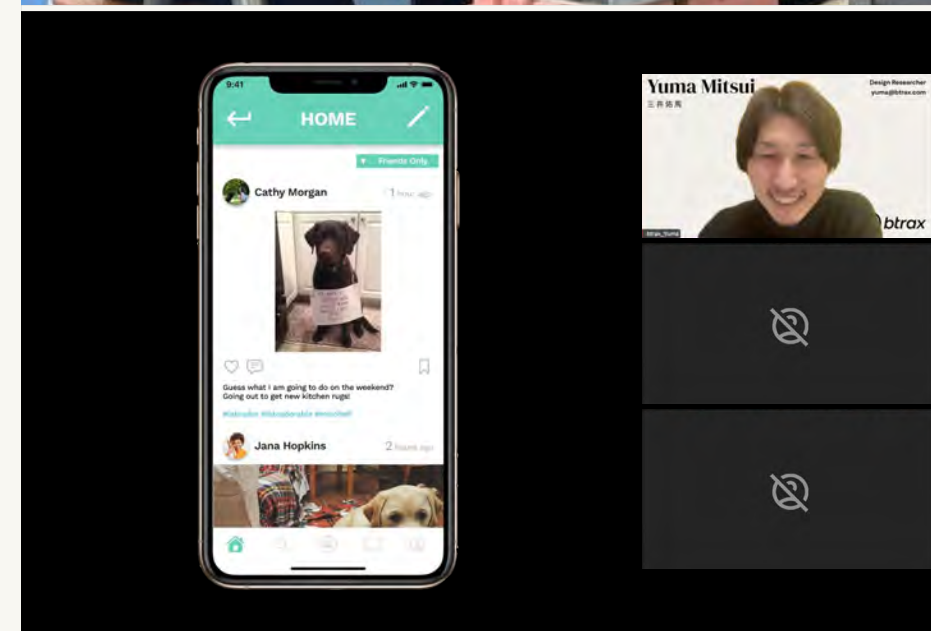 9:41
HOME
Friends Only
Cathy Morgan
1 hour ago
Guess what I am going to do on the weekend?
Going out to get new kitchen rugs!
Jana Hopkins
2 hours ago
Yuma Mitsui
三井佑馬
Design Researcher
yuma@btrax.com
btrax
btrax_Yuma